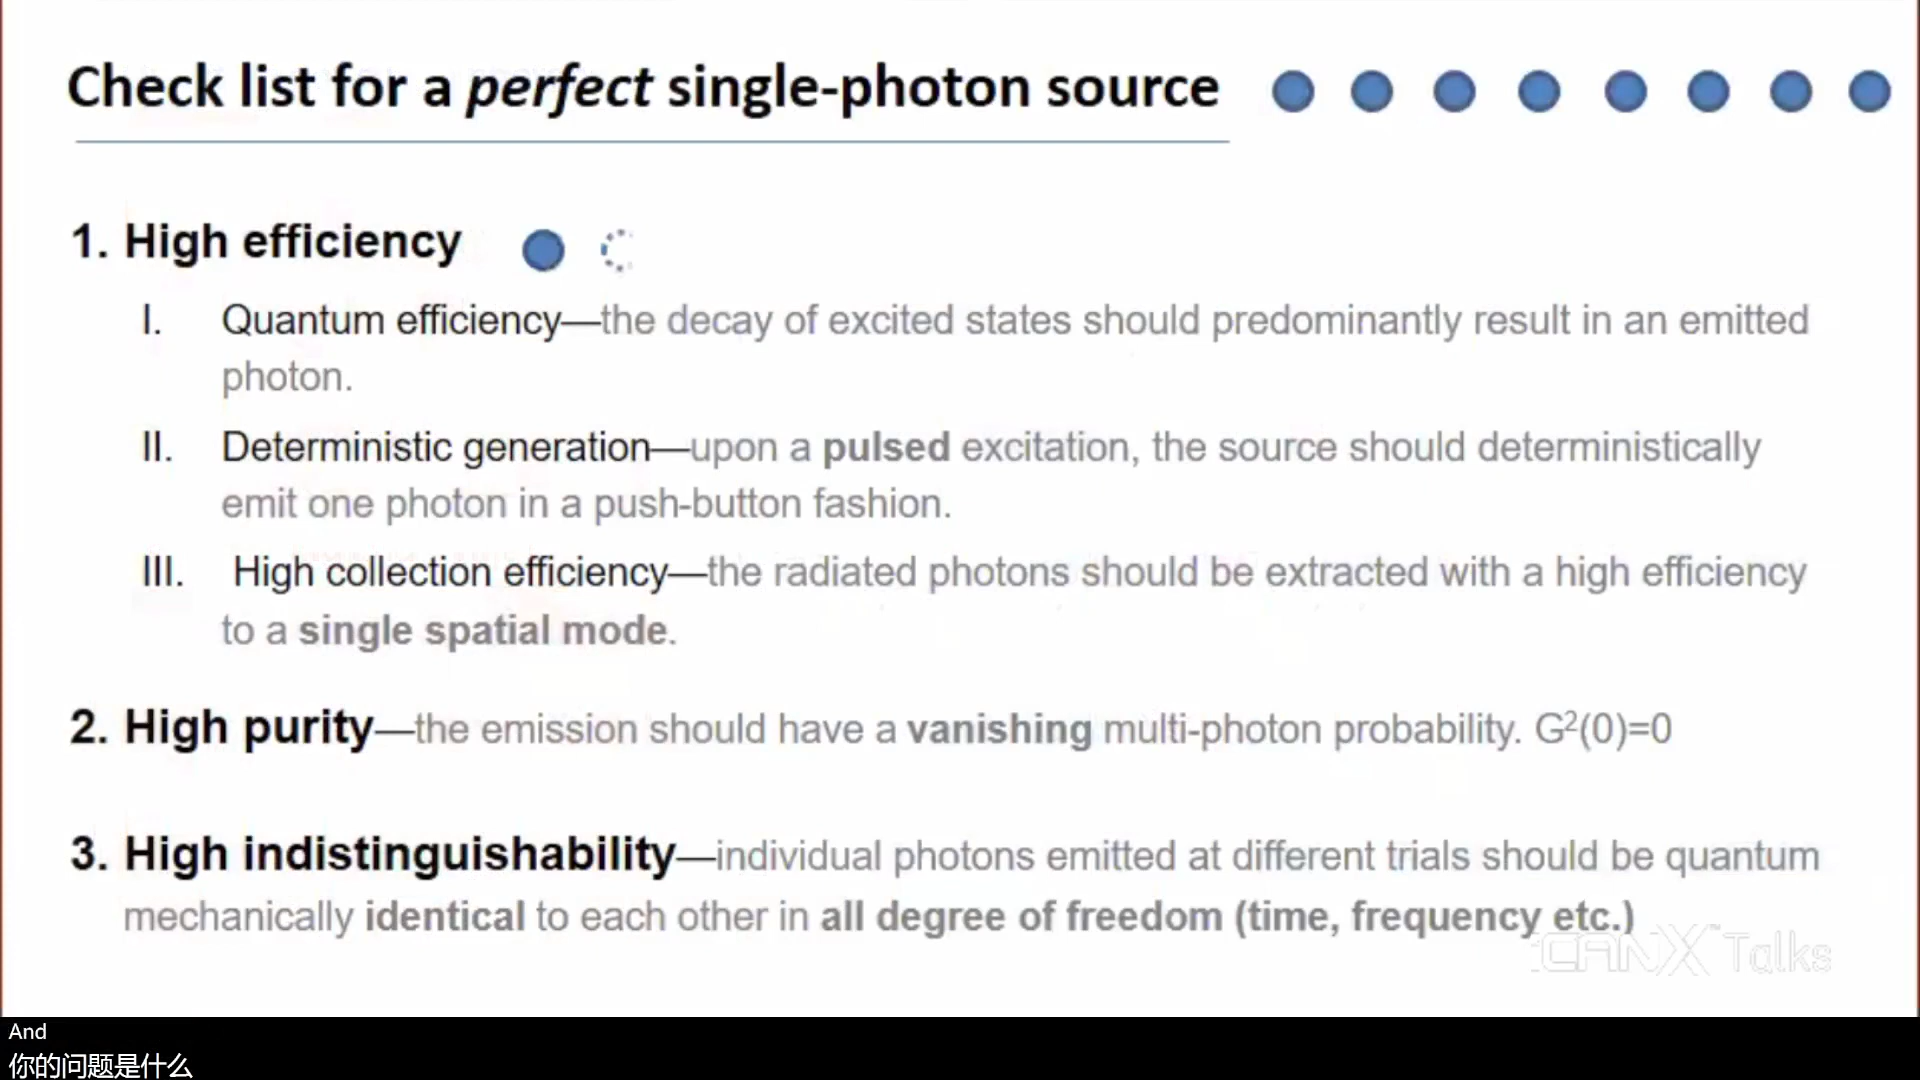 Check list for a perfect single-photon source
1. High efficiency
I. Quantum efficiency—the decay of excited states should predominantly result in an emitted
photon.
II. Deterministic generation—upon a pulsed excitation, the source should deterministically
emit one photon in a push-button fashion.
III. High collection efficiency—the radiated photons should be extracted with a high efficiency
to a single spatial mode.
2. High purity—the emission should have a vanishing multi-photon probability. G²(0)=0
3. High indistinguishability—individual photons emitted at different trials should be quantum
mechanically identical to each other in all degree of freedom (time, frequency etc.)
iCANX™ Talks
And
你的问题是什么